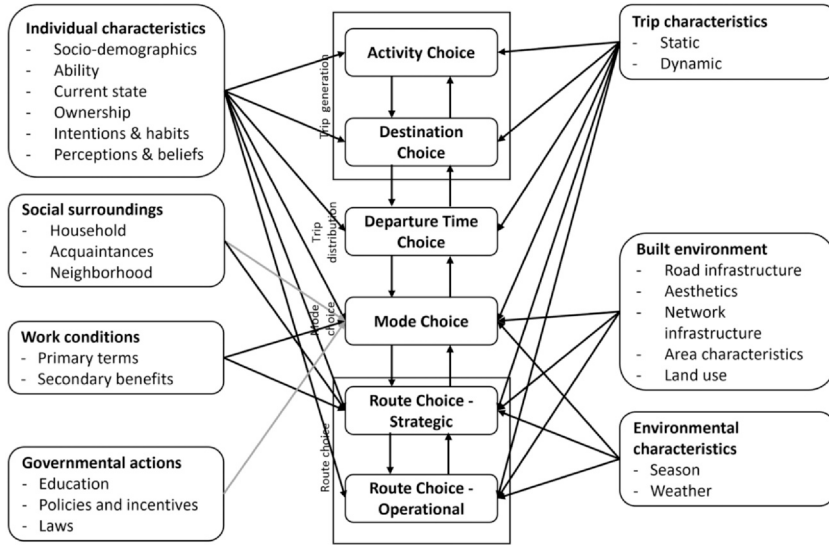 Individual characteristics
- Socio-demographics
- Ability
- Current state
- Ownership
- Intentions & habits
- Perceptions & beliefs
Social surroundings
- Household
- Acquaintances
- Neighborhood
Work conditions
- Primary terms
- Secondary benefits
Governmental actions
- Education
- Policies and incentives
- Laws
Trip generation
Activity Choice
Destination
Choice
Trip
distribution
Departure Time
Choice
Mode
choice
Mode Choice
Route choice
Route Choice -
Strategic
Route Choice -
Operational
Trip characteristics
- Static
- Dynamic
Built environment
- Road infrastructure
- Aesthetics
- Network
infrastructure
- Area characteristics
- Land use
Environmental
characteristics
- Season
- Weather